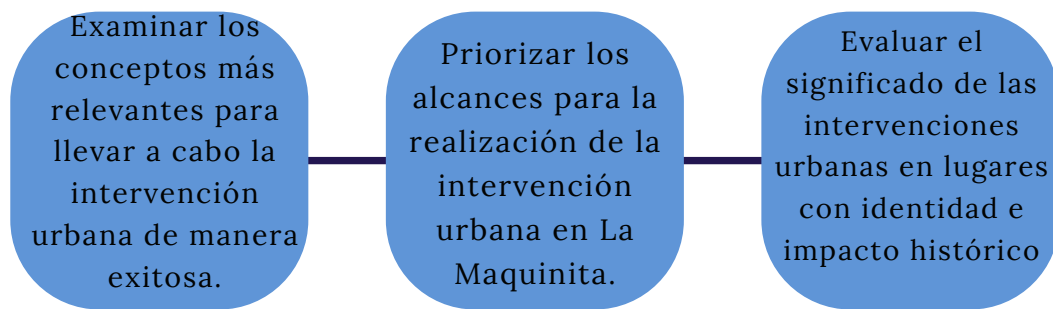 Examinar los
conceptos más
relevantes para
llevar a cabo la
intervención
urbana de manera
exitosa.
Priorizar los
alcances para la
realización de la
intervención
urbana en La
Maquinita.
Evaluar el
significado de las
intervenciones
urbanas en lugares
con identidad e
impacto histórico